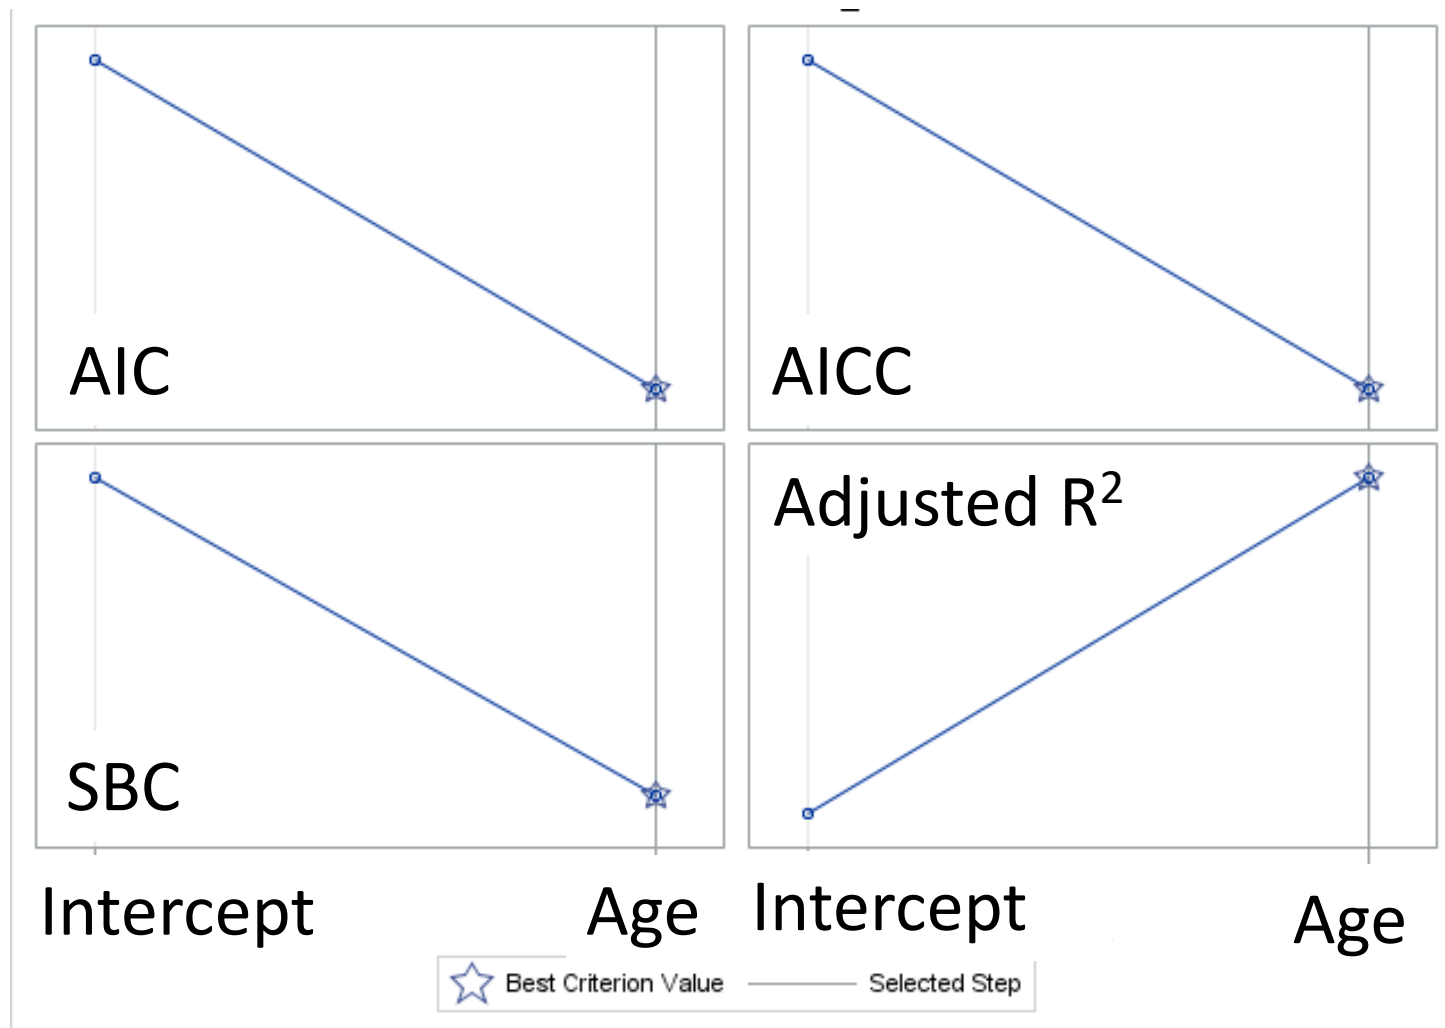 AIC
AICC
SBC
Adjusted R²
Intercept
Age
Intercept
Age
Best Criterion Value
Selected Step